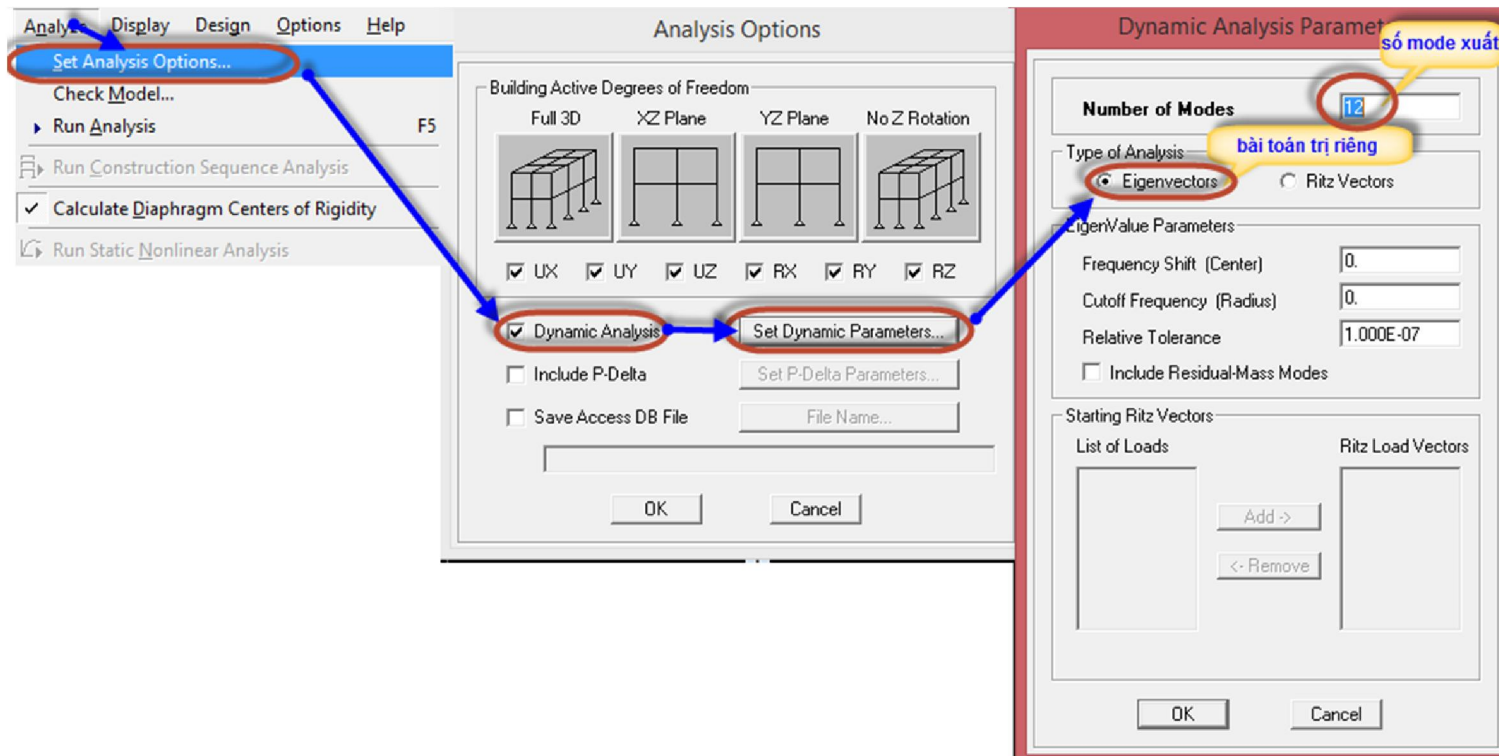 Analyze Display Design Options Help
Set Analysis Options...
Check Model...
Run Analysis F5
Run Construction Sequence Analysis
Calculate Diaphragm Centers of Rigidity
Run Static Nonlinear Analysis
Analysis Options
Building Active Degrees of Freedom
Full 3D XZ Plane YZ Plane No Z Rotation
UX UY UZ RX RY RZ
Dynamic Analysis Set Dynamic Parameters...
Include P-Delta Set P-Delta Parameters...
Save Access DB File File Name...
OK Cancel
Dynamic Analysis Paramet
số mode xuất
Number of Modes 12
bài toán trị riêng
Type of Analysis
Eigenvectors Ritz Vectors
EigenValue Parameters
Frequency Shift (Center) 0.
Cutoff Frequency (Radius) 0.
Relative Tolerance 1.000E-07
Include Residual-Mass Modes
Starting Ritz Vectors
List of Loads Ritz Load Vectors
Add ->
<- Remove
OK Cancel